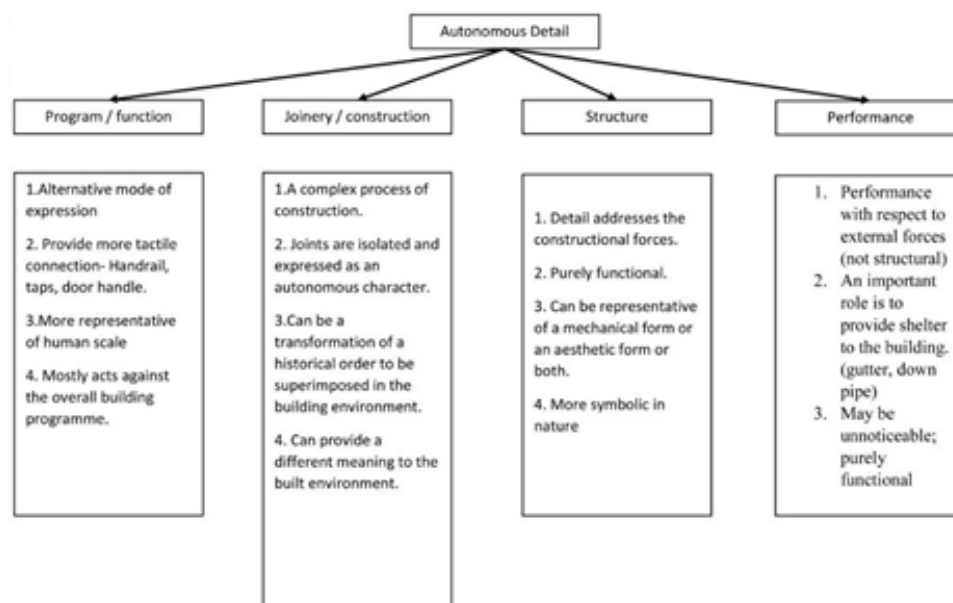 Autonomous Detail
Program / function
Joinery / construction
Structure
Performance
1.Alternative mode of
expression
2. Provide more tactile
connection- Handrail,
taps, door handle.
3.More representative
of human scale
4. Mostly acts against
the overall building
programme.
1.A complex process of
construction.
2. Joints are isolated and
expressed as an
autonomous character.
3.Can be a
transformation of a
historical order to be
superimposed in the
building environment.
4. Can provide a
different meaning to the
built environment.
1. Detail addresses the
constructional forces.
2. Purely functional.
3. Can be representative
of a mechanical form or
an aesthetic form or
both.
4. More symbolic in
nature
1. Performance
with respect to
external forces
(not structural)
2. An important
role is to
provide shelter
to the building.
(gutter, down
pipe)
3. May be
unnoticeable;
purely
functional